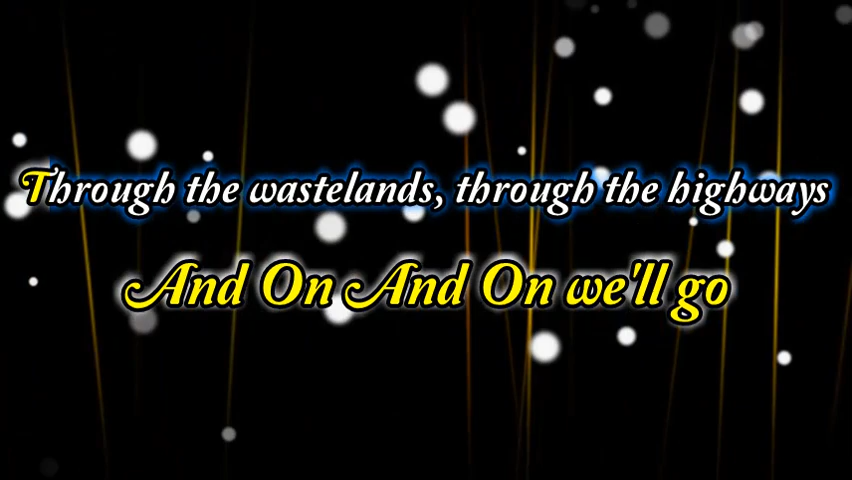 Through the wastelands, through the highways
And On And On we'll go